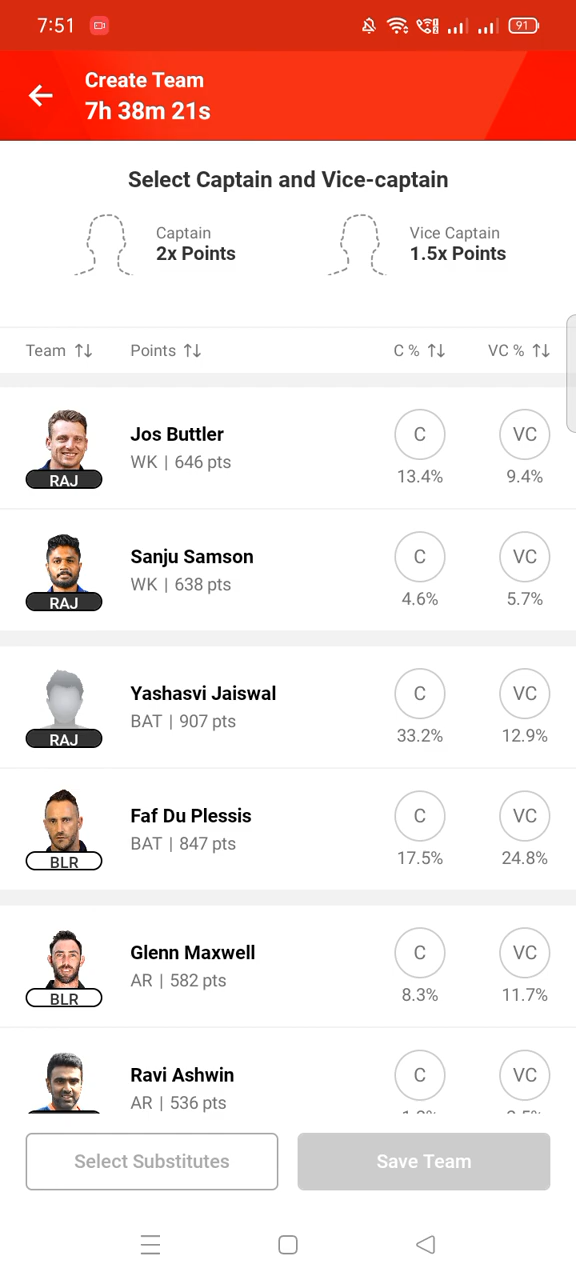 7:51
91
Create Team
7h 38m 21s
Select Captain and Vice-captain
Captain
2x Points
Vice Captain
1.5x Points
Team Points C % VC %
Jos Buttler
WK | 646 pts
RAJ
C VC
13.4% 9.4%
Sanju Samson
WK | 638 pts
RAJ
C VC
4.6% 5.7%
Yashasvi Jaiswal
BAT | 907 pts
RAJ
C VC
33.2% 12.9%
Faf Du Plessis
BAT | 847 pts
BLR
C VC
17.5% 24.8%
Glenn Maxwell
AR | 582 pts
BLR
C VC
8.3% 11.7%
Ravi Ashwin
AR | 536 pts
C VC
Select Substitutes
Save Team